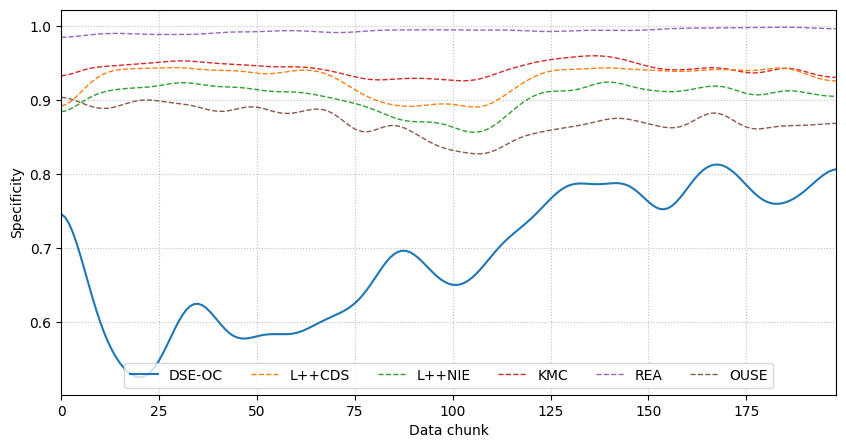 1.0
0.9
0.8
0.7
0.6
Specificity
DSE-OC L++CDS L++NIE KMC REA OUSE
0 25 50 75 100 125 150 175
Data chunk